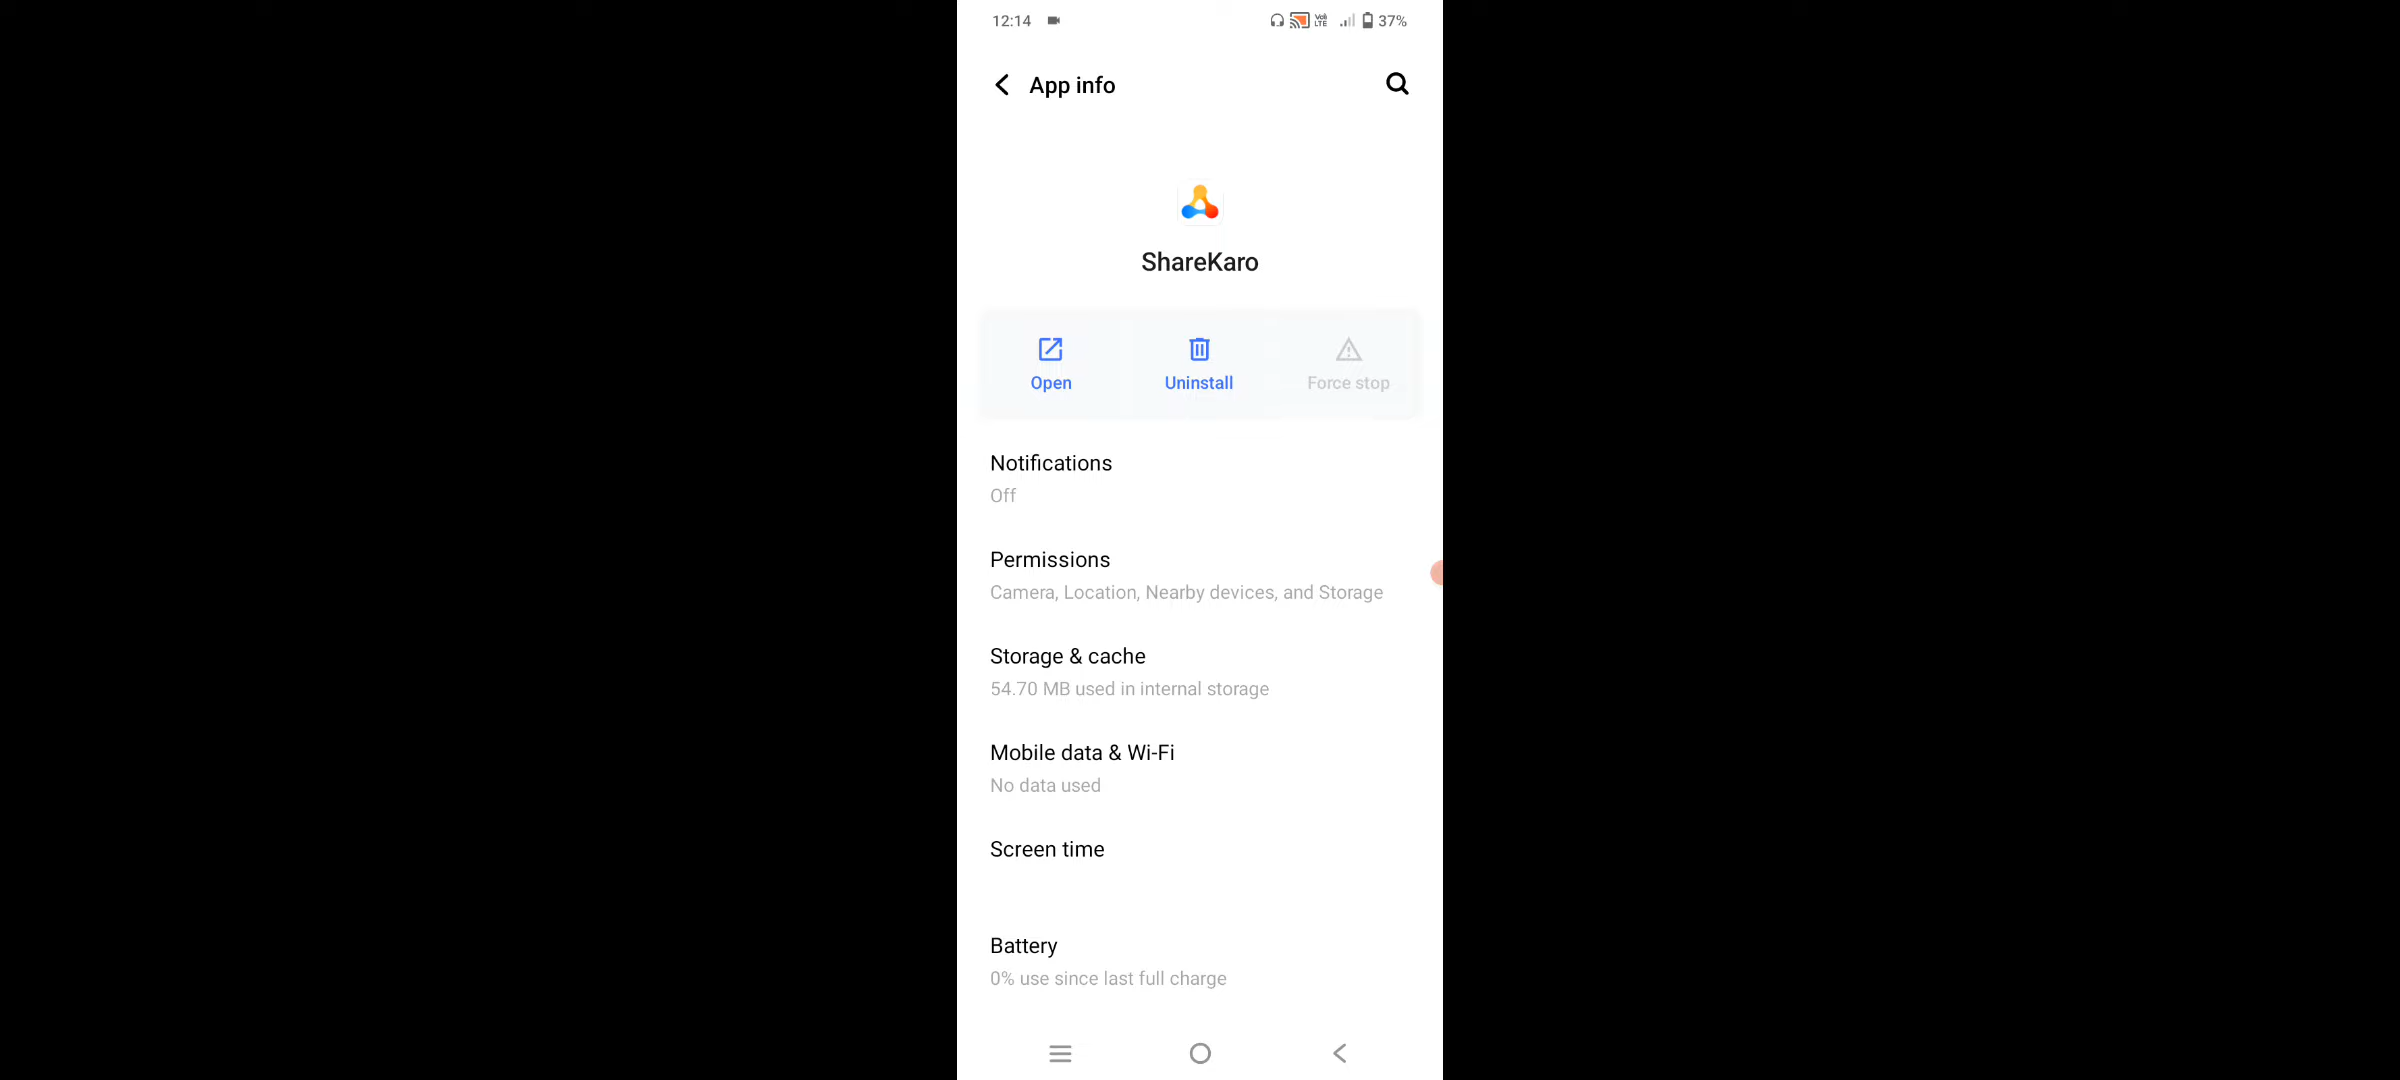 12:14 Vo) LTE 37%
App info
ShareKaro
Open Uninstall Force stop
Notifications
Off
Permissions
Camera, Location, Nearby devices, and Storage
Storage & cache
54.70 MB used in internal storage
Mobile data & Wi-Fi
No data used
Screen time
Battery
0% use since last full charge